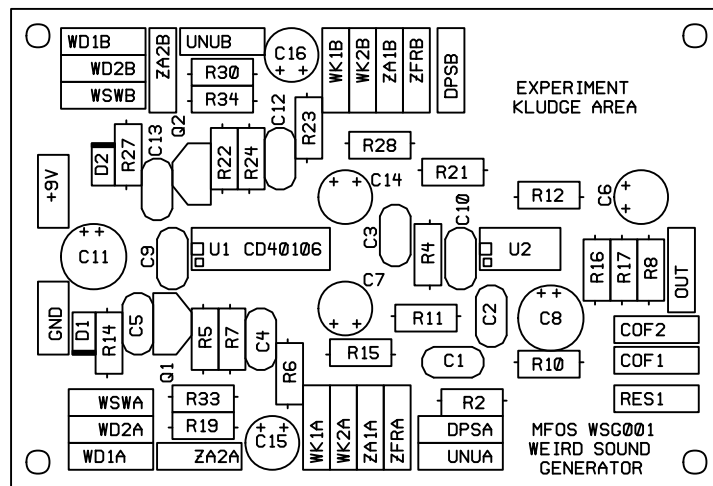 WD1B
WD2B
WSWB
ZA2B
UNUB
R30
R34
C16
++
WK1B
WK2B
ZA1B
ZFRB
DPSB
EXPERIMENT
KLUDGE AREA
D2
R27
C13
Q2
R22
R24
C12
R23
R28
R21
R12
C6
++
+9V
++
C11
C9
U1 CD40106
++
C14
C3
R4
C10
U2
R16
R17
R8
OUT
GND
D1
R14
C5
Q1
R5
R7
C4
R6
C7
++
R15
R11
C1
C2
++
C8
R10
COF2
COF1
RES1
WSWA
WD2A
WD1A
R33
R19
ZA2A
++
C15
WK1A
WK2A
ZA1A
ZFRA
R2
DPSA
UNUA
MFOS WSG001
WEIRD SOUND
GENERATOR